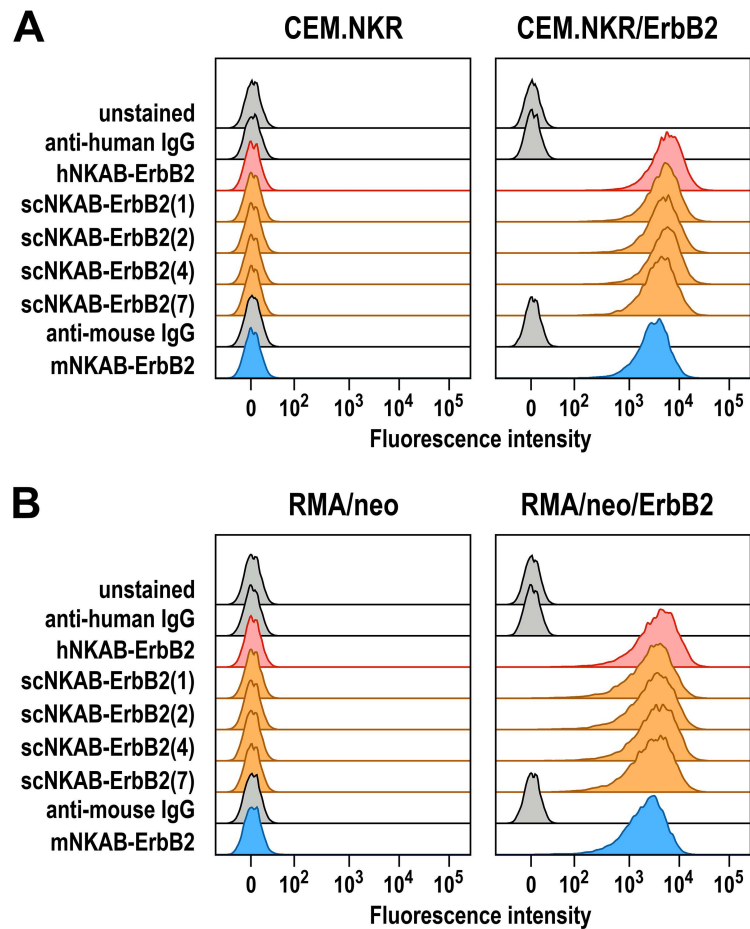 A
CEM.NKR
CEM.NKR/ErbB2
unstained
anti-human IgG
hNKAB-ErbB2
scNKAB-ErbB2(1)
scNKAB-ErbB2(2)
scNKAB-ErbB2(4)
scNKAB-ErbB2(7)
anti-mouse IgG
mNKAB-ErbB2
0 10² 10³ 10⁴ 10⁵
0 10² 10³ 10⁴ 10⁵
Fluorescence intensity
B
RMA/neo
RMA/neo/ErbB2
unstained
anti-human IgG
hNKAB-ErbB2
scNKAB-ErbB2(1)
scNKAB-ErbB2(2)
scNKAB-ErbB2(4)
scNKAB-ErbB2(7)
anti-mouse IgG
mNKAB-ErbB2
0 10² 10³ 10⁴ 10⁵
0 10² 10³ 10⁴ 10⁵
Fluorescence intensity